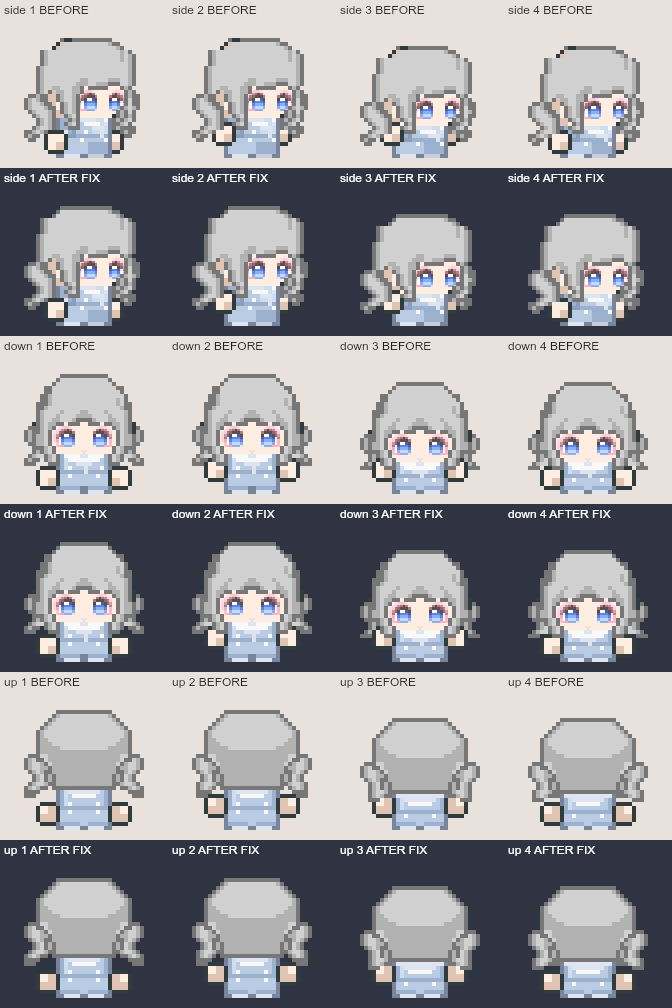 side 1 BEFORE side 2 BEFORE side 3 BEFORE side 4 BEFORE
side 1 AFTER FIX side 2 AFTER FIX side 3 AFTER FIX side 4 AFTER FIX
down 1 BEFORE down 2 BEFORE down 3 BEFORE down 4 BEFORE
down 1 AFTER FIX down 2 AFTER FIX down 3 AFTER FIX down 4 AFTER FIX
up 1 BEFORE up 2 BEFORE up 3 BEFORE up 4 BEFORE
up 1 AFTER FIX up 2 AFTER FIX up 3 AFTER FIX up 4 AFTER FIX